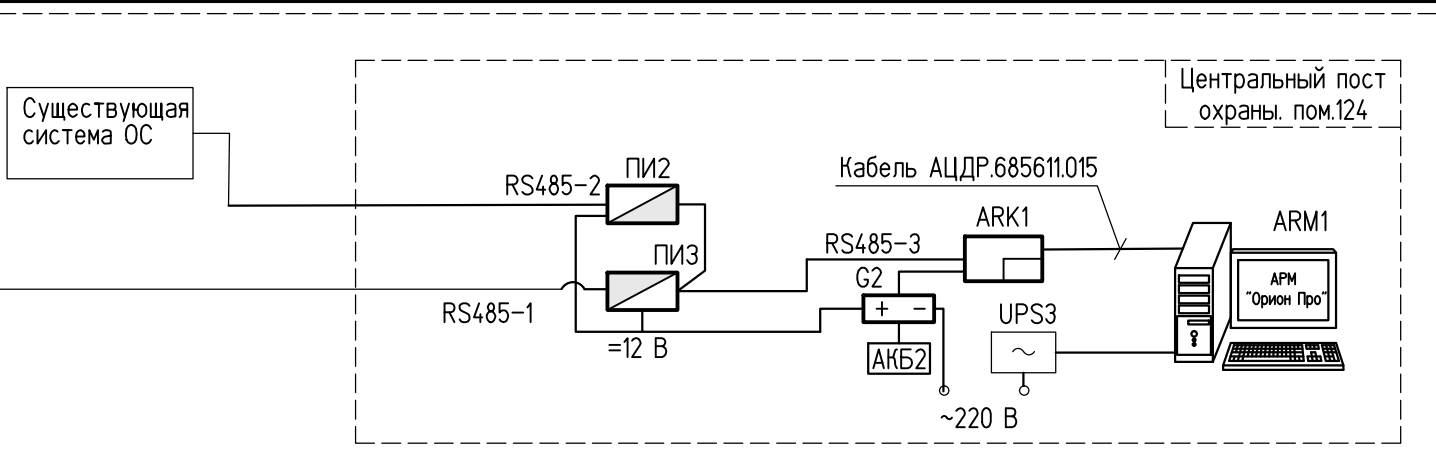 Центральный пост
охраны. пом.124
Существующая
система ОС
Кабель АЦДР.685611.015
ПИ2
RS485-2
ARK1
ARM1
RS485-3
ПИ3
G2
АРМ
"Орион Про"
RS485-1
+ −
UPS3
=12 В
~
АКБ2
~220 В